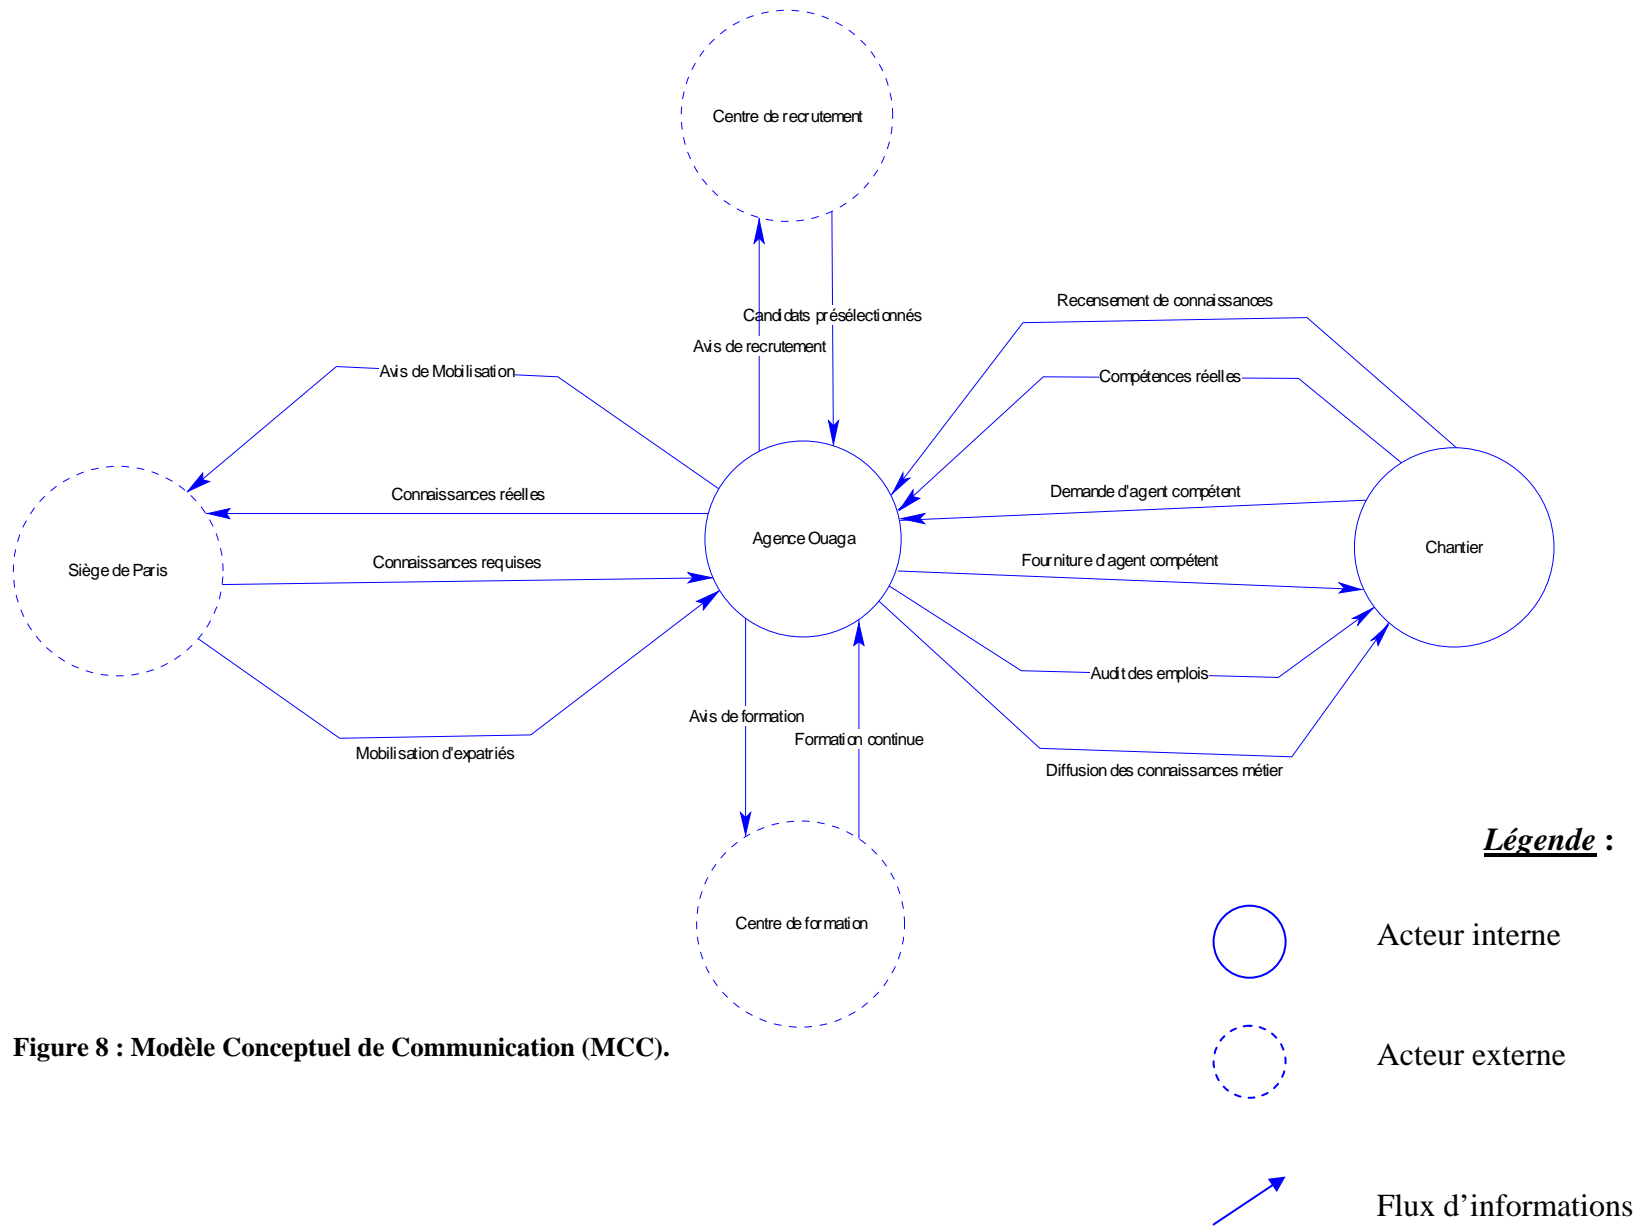 Centre de recrutement
Recensement de connaissances
Candidats présélectionnés
Avis de recrutement
Avis de Mobilisation
Compétences réelles
Connaissances réelles
Demande d'agent compétent
Agence Ouaga
Chantier
Siège de Paris
Connaissances requises
Fourniture d'agent compétent
Audit des emplois
Avis de formation
Formation continue
Mobilisation d'expatriés
Diffusion des connaissances métier
Légende :
Centre de formation
Acteur interne
Figure 8 : Modèle Conceptuel de Communication (MCC).
Acteur externe
Flux d’informations